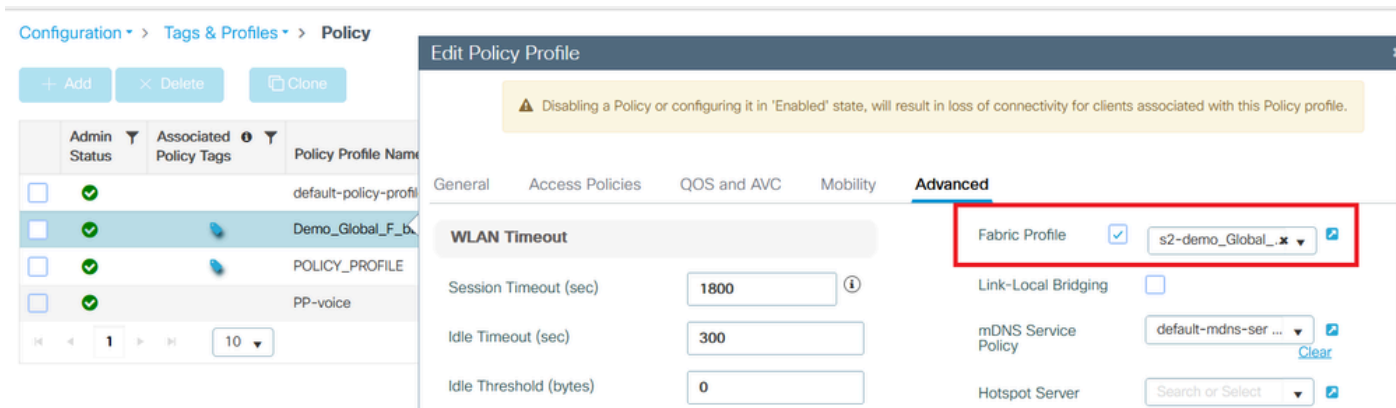 Configuration > Tags & Profiles > Policy
+ Add
× Delete
Clone
Admin Status
Associated Policy Tags
Policy Profile Name
default-policy-profil
Demo_Global_F_
POLICY_PROFILE
PP-voice
1
10
Edit Policy Profile
Disabling a Policy or configuring it in 'Enabled' state, will result in loss of connectivity for clients associated with this Policy profile.
General
Access Policies
QOS and AVC
Mobility
Advanced
WLAN Timeout
Session Timeout (sec)
1800
Idle Timeout (sec)
300
Idle Threshold (bytes)
0
Fabric Profile
s2-demo_Global_.
Link-Local Bridging
mDNS Service
Policy
default-mdns-ser ...
Clear
Hotspot Server
Search or Select